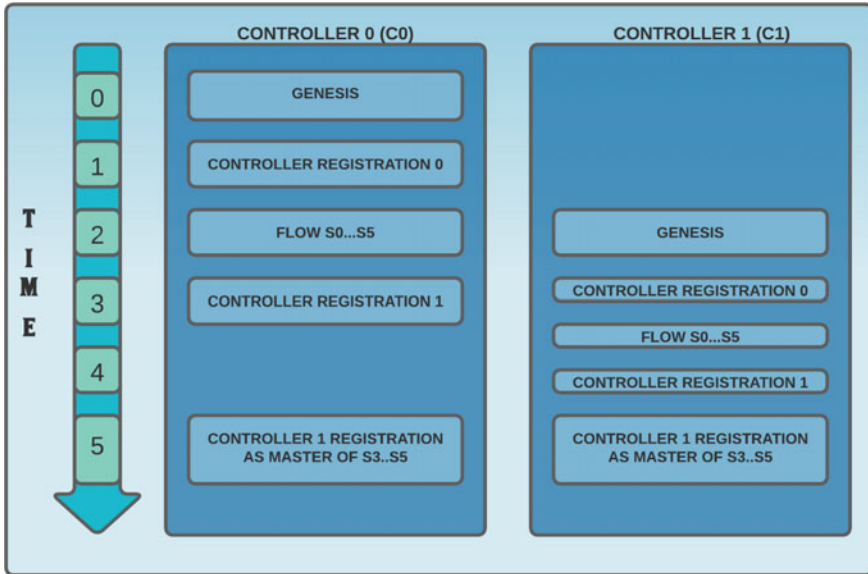 CONTROLLER 0 (C0)
CONTROLLER 1 (C1)
TIME
0
GENESIS
1
CONTROLLER REGISTRATION 0
2
FLOW S0...S5
GENESIS
3
CONTROLLER REGISTRATION 1
CONTROLLER REGISTRATION 0
FLOW S0...S5
4
CONTROLLER REGISTRATION 1
5
CONTROLLER 1 REGISTRATION
AS MASTER OF S3..S5
CONTROLLER 1 REGISTRATION
AS MASTER OF S3..S5